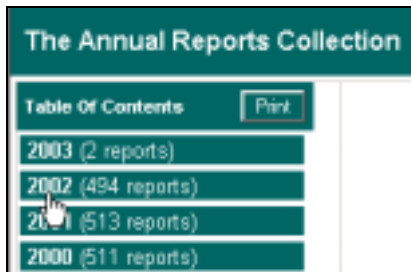 The Annual Reports Collection
Table Of Contents Print
2003 (2 reports)
2002 (494 reports)
2001 (513 reports)
2000 (511 reports)